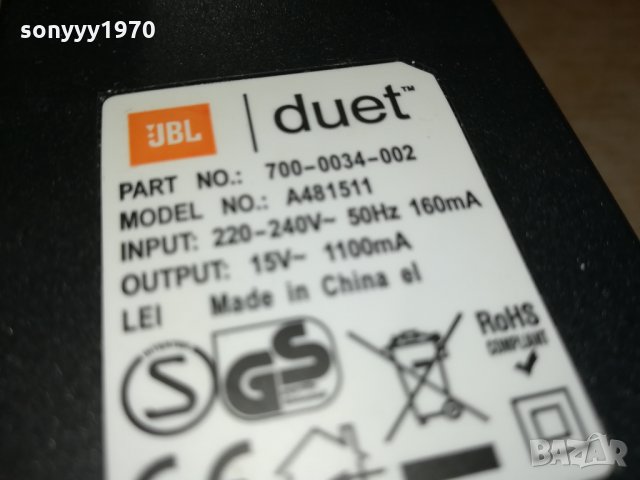 sonyyy1970
JBL | duet™
PART NO.: 700-0034-002
MODEL NO.: A481511
INPUT: 220-240V~ 50Hz 160mA
OUTPUT: 15V~ 1100mA
LEI Made in China el
S
GS
RoHS
COMPLIANT
CE
BAZAR